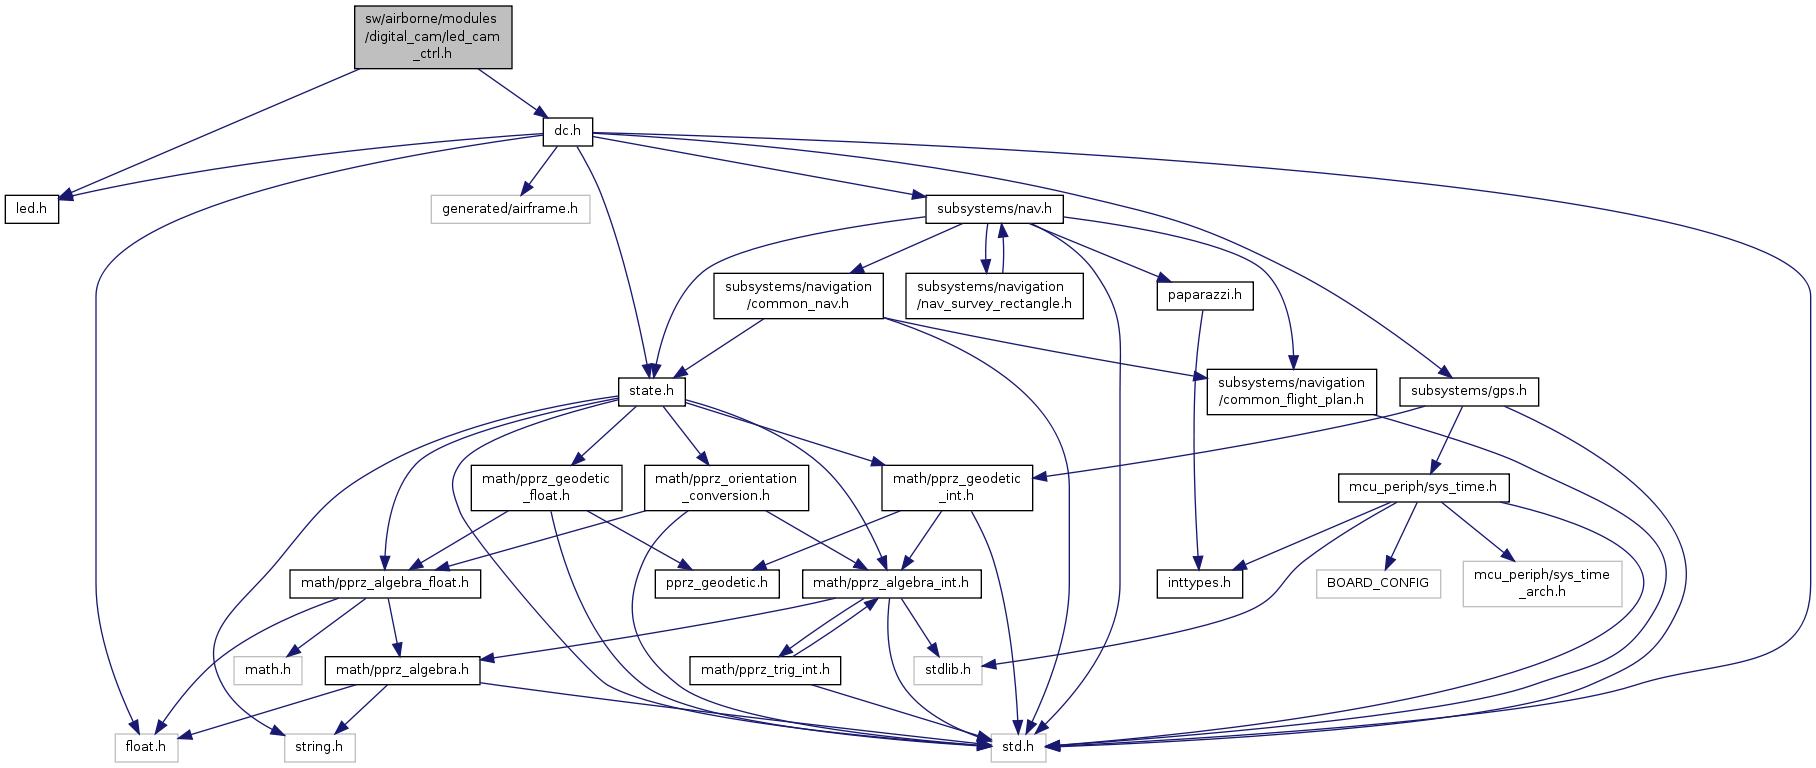 sw/airborne/modules
/digital_cam/led_cam
_ctrl.h
dc.h
led.h
generated/airframe.h
subsystems/nav.h
subsystems/navigation
/common_nav.h
subsystems/navigation
/nav_survey_rectangle.h
paparazzi.h
state.h
subsystems/navigation
/common_flight_plan.h
subsystems/gps.h
math/pprz_geodetic
_float.h
math/pprz_orientation
_conversion.h
math/pprz_geodetic
_int.h
mcu_periph/sys_time.h
math/pprz_algebra_float.h
pprz_geodetic.h
math/pprz_algebra_int.h
inttypes.h
BOARD_CONFIG
mcu_periph/sys_time
_arch.h
math.h
math/pprz_algebra.h
math/pprz_trig_int.h
stdlib.h
float.h
string.h
std.h